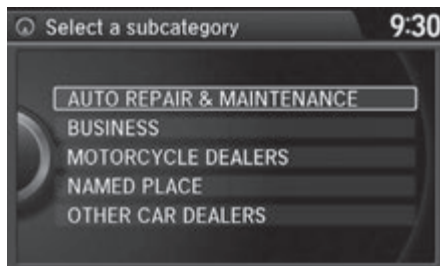 Select a subcategory 9:30
AUTO REPAIR & MAINTENANCE
BUSINESS
MOTORCYCLE DEALERS
NAMED PLACE
OTHER CAR DEALERS